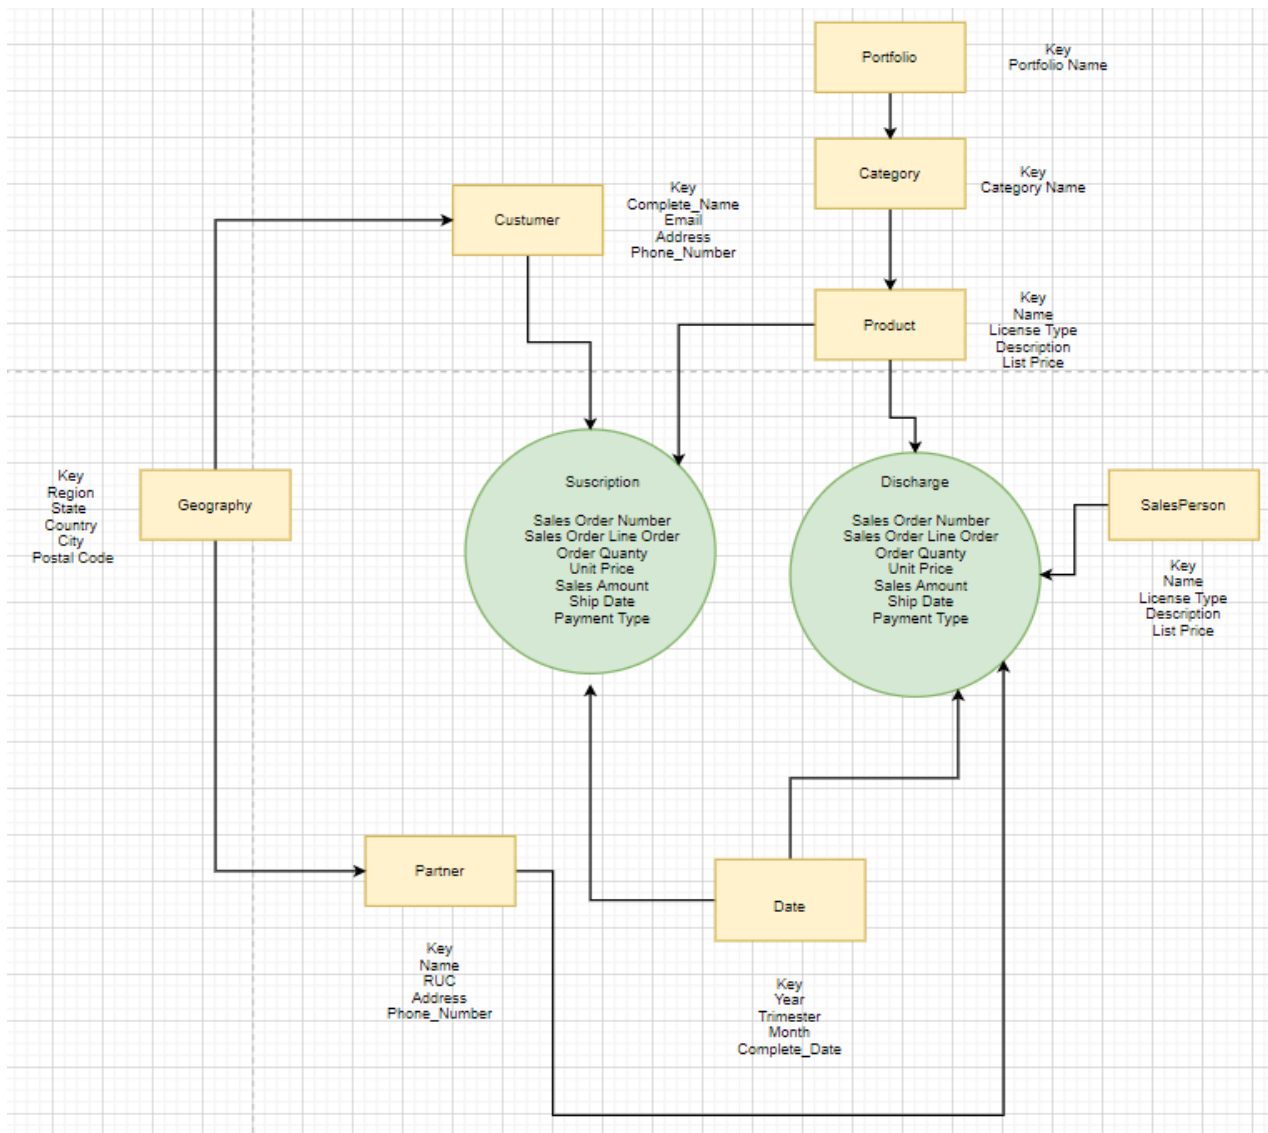 Portfolio
Key
Portfolio Name
Category
Key
Category Name
Custumer
Key
Complete_Name
Email
Address
Phone_Number
Product
Key
Name
License Type
Description
List Price
Key
Region
State
Country
City
Postal Code
Geography
Suscription
Sales Order Number
Sales Order Line Order
Order Quanty
Unit Price
Sales Amount
Ship Date
Payment Type
Discharge
Sales Order Number
Sales Order Line Order
Order Quanty
Unit Price
Sales Amount
Ship Date
Payment Type
SalesPerson
Key
Name
License Type
Description
List Price
Partner
Key
Name
RUC
Address
Phone_Number
Date
Key
Year
Trimester
Month
Complete_Date